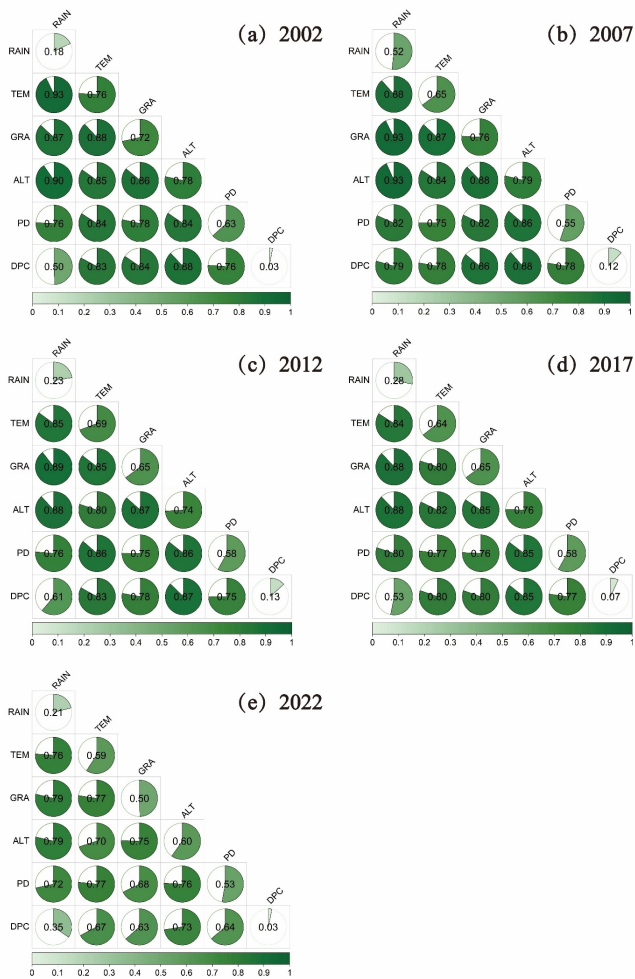 (a) 2002
RAIN
RAIN 0.18
TEM
TEM 0.93 0.76
GRA
GRA 0.87 0.88 0.72
ALT
ALT 0.90 0.85 0.86 0.78
PD
PD 0.76 0.84 0.78 0.84 0.63
DPC
DPC 0.50 0.83 0.84 0.88 0.76 0.03
0 0.1 0.2 0.3 0.4 0.5 0.6 0.7 0.8 0.9 1
(b) 2007
RAIN
RAIN 0.52
TEM
TEM 0.88 0.65
GRA
GRA 0.93 0.87 0.76
ALT
ALT 0.93 0.84 0.88 0.79
PD
PD 0.82 0.75 0.82 0.86 0.55
DPC
DPC 0.79 0.78 0.86 0.88 0.78 0.12
0 0.1 0.2 0.3 0.4 0.5 0.6 0.7 0.8 0.9 1
(c) 2012
RAIN
RAIN 0.23
TEM
TEM 0.85 0.69
GRA
GRA 0.89 0.85 0.65
ALT
ALT 0.88 0.80 0.87 0.74
PD
PD 0.76 0.86 0.75 0.86 0.58
DPC
DPC 0.61 0.83 0.78 0.87 0.75 0.13
0 0.1 0.2 0.3 0.4 0.5 0.6 0.7 0.8 0.9 1
(d) 2017
RAIN
RAIN 0.28
TEM
TEM 0.84 0.64
GRA
GRA 0.88 0.80 0.65
ALT
ALT 0.88 0.82 0.85 0.76
PD
PD 0.80 0.77 0.76 0.85 0.58
DPC
DPC 0.53 0.80 0.80 0.85 0.77 0.07
0 0.1 0.2 0.3 0.4 0.5 0.6 0.7 0.8 0.9 1
(e) 2022
RAIN
RAIN 0.21
TEM
TEM 0.76 0.59
GRA
GRA 0.79 0.77 0.50
ALT
ALT 0.79 0.70 0.75 0.60
PD
PD 0.72 0.77 0.68 0.76 0.53
DPC
DPC 0.35 0.67 0.63 0.73 0.64 0.03
0 0.1 0.2 0.3 0.4 0.5 0.6 0.7 0.8 0.9 1